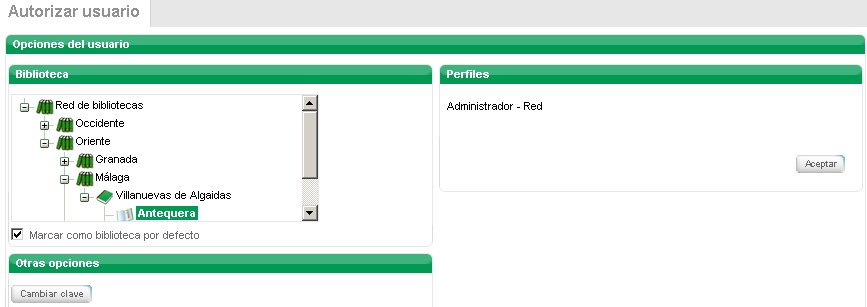 Autorizar usuario
Opciones del usuario
Biblioteca
Red de bibliotecas
Occidente
Oriente
Granada
Málaga
Villanuevas de Algaidas
Antequera
Marcar como biblioteca por defecto
Otras opciones
Cambiar clave
Perfiles
Administrador - Red
Aceptar